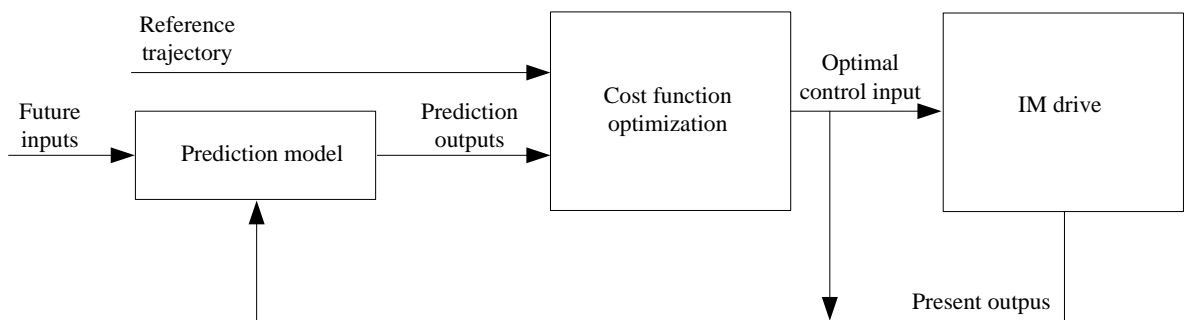 Reference
trajectory
Future
inputs
Prediction model
Prediction
outputs
Cost function
optimization
Optimal
control input
IM drive
Present outpus